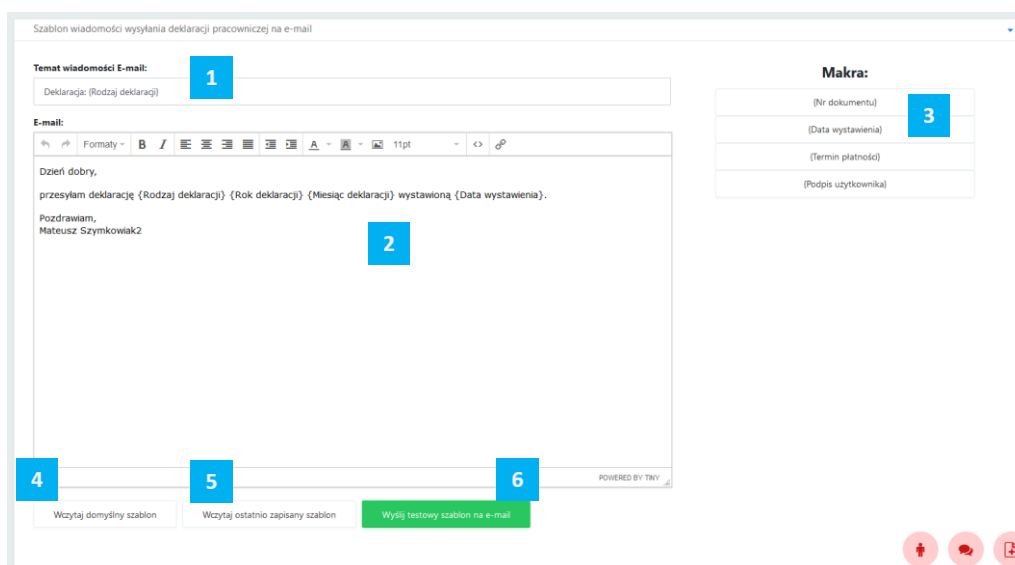 Szablon wiadomości wysyłania deklaracji pracowniczej na e-mail
Temat wiadomości E-mail:
1
Deklaracja: {Rodzaj deklaracji}
E-mail:
Formaty
B I
A A
11pt
Dzień dobry,
przesyłam deklarację {Rodzaj deklaracji} {Rok deklaracji} {Miesiąc deklaracji} wystawioną {Data wystawienia}.
Pozdrawiam,
Mateusz Szymkowiak2
2
POWERED BY TINY
Makra:
{Nr dokumentu}
3
{Data wystawienia}
{Termin płatności}
{Podpis użytkownika}
4
5
6
Wczytaj domyślny szablon
Wczytaj ostatnio zapisany szablon
Wyślij testowy szablon na e-mail